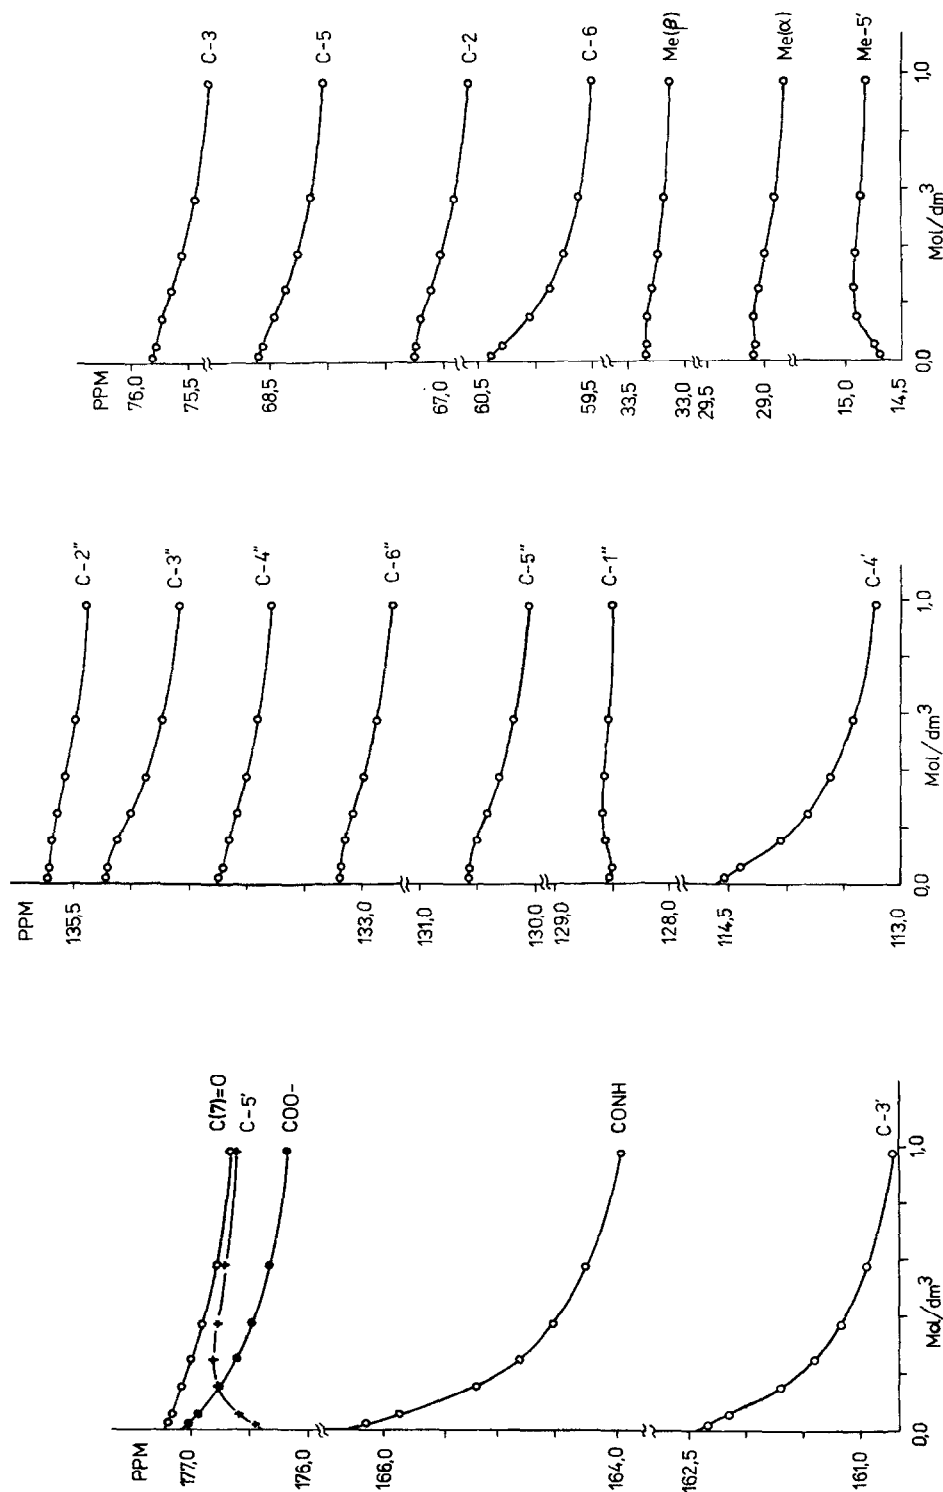 PPM
177,0
176,0
166,0
164,0
162,5
161,0
C(7)=O
C-5'
COO-
CONH
C-3'
0,0
1,0
Mol/dm3
PPM
135,5
133,0
131,0
130,0
129,0
128,0
114,5
113,0
C-2"
C-3"
C-4"
C-6"
C-5"
C-1"
C-4'
0,0
1,0
Mol/dm3
PPM
76,0
75,5
68,5
67,0
60,5
59,5
33,5
33,0
29,5
29,0
15,0
14,5
C-3
C-5
C-2
C-6
Me(β)
Me(α)
Me-5'
0,0
1,0
Mol/dm3